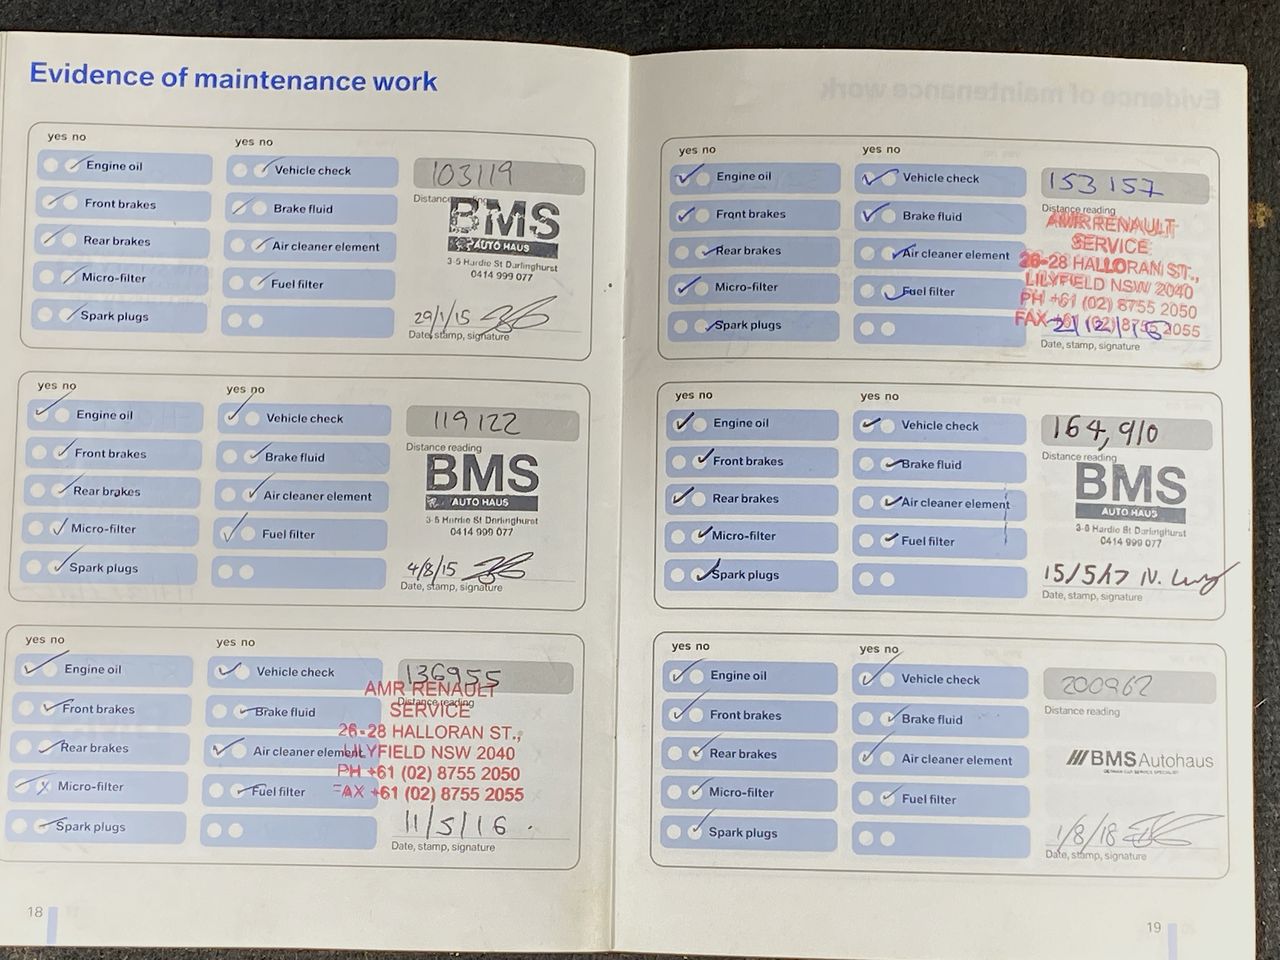 Evidence of maintenance work
yes no
yes no
Engine oil
Vehicle check
103119
Front brakes
Brake fluid
Distance reading
BMS
AUTO HAUS
3-5 Hardie St Darlinghurst
0414 999 077
Rear brakes
Air cleaner element
Micro-filter
Fuel filter
Spark plugs
29/1/15
Date, stamp, signature
yes no
yes no
Engine oil
Vehicle check
119122
Front brakes
Brake fluid
Distance reading
BMS
AUTO HAUS
3-5 Hardie St Darlinghurst
0414 999 077
Rear brakes
Air cleaner element
Micro-filter
Fuel filter
Spark plugs
4/8/15
Date, stamp, signature
yes no
yes no
Engine oil
Vehicle check
136955
Front brakes
Brake fluid
Distance reading
AMR RENAULT
SERVICE
26-28 HALLORAN ST.,
LILYFIELD NSW 2040
PH +61 (02) 8755 2050
FAX +61 (02) 8755 2055
Rear brakes
Air cleaner element
Micro-filter
Fuel filter
Spark plugs
11/5/16
Date, stamp, signature
18
yes no
yes no
Engine oil
Vehicle check
153157
Front brakes
Brake fluid
Distance reading
AMR RENAULT
SERVICE
26-28 HALLORAN ST.,
LILYFIELD NSW 2040
PH +61 (02) 8755 2050
FAX +61 (02) 8755 2055
Rear brakes
Air cleaner element
Micro-filter
Fuel filter
Spark plugs
Date, stamp, signature
yes no
yes no
Engine oil
Vehicle check
164,910
Front brakes
Brake fluid
Distance reading
BMS
AUTO HAUS
3-5 Hardie St Darlinghurst
0414 999 077
Rear brakes
Air cleaner element
Micro-filter
Fuel filter
Spark plugs
15/5/17 N.
Date, stamp, signature
yes no
yes no
Engine oil
Vehicle check
200962
Front brakes
Brake fluid
Distance reading
BMS Autohaus
GERMAN CAR SERVICE SPECIALIST
Rear brakes
Air cleaner element
Micro-filter
Fuel filter
Spark plugs
1/8/18
Date, stamp, signature
19